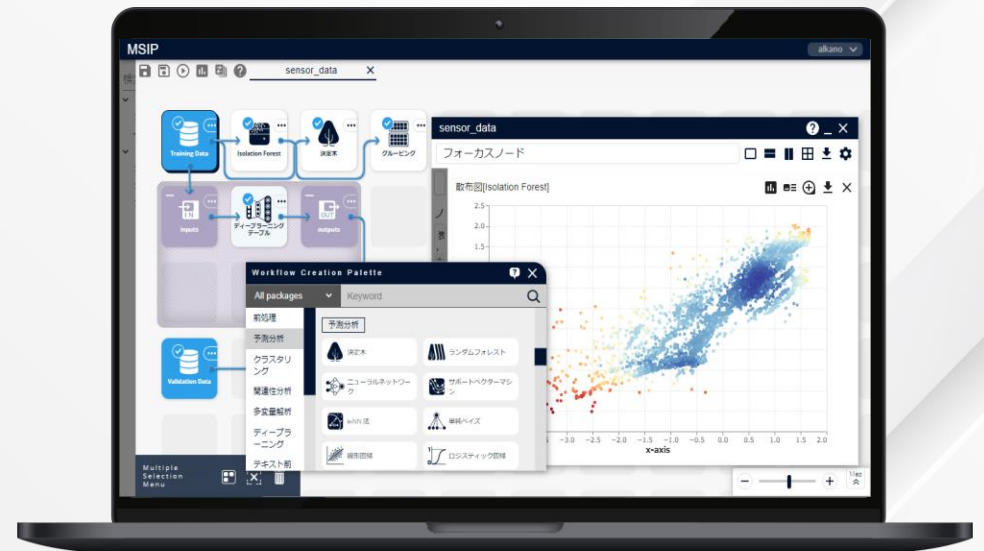 MSIP
alkano
sensor_data X
Training Data
Isolation Forest
決定木
グルーピング
inputs
IN
ディープラーニング
テーブル
OUT
outputs
Validation Data
Multiple
Selection
Menu
sensor_data
フォーカスノード
散布図[Isolation Forest]
2.5
2.0
1.5
-3.0 -2.5 -2.0 -1.5 -1.0 -0.5 0.0 0.5 1.0 1.5 2.0
x-axis
Workflow Creation Palette
All packages
Keyword
前処理
予測分析
クラスタリ
ング
関連性分析
多変量解析
ディープラ
ーニング
テキスト前
予測分析
決定木
ランダムフォレスト
ニューラルネットワー
ク
サポートベクターマシ
ン
k-NN 法
単純ベイズ
線形回帰
ロジスティック回帰